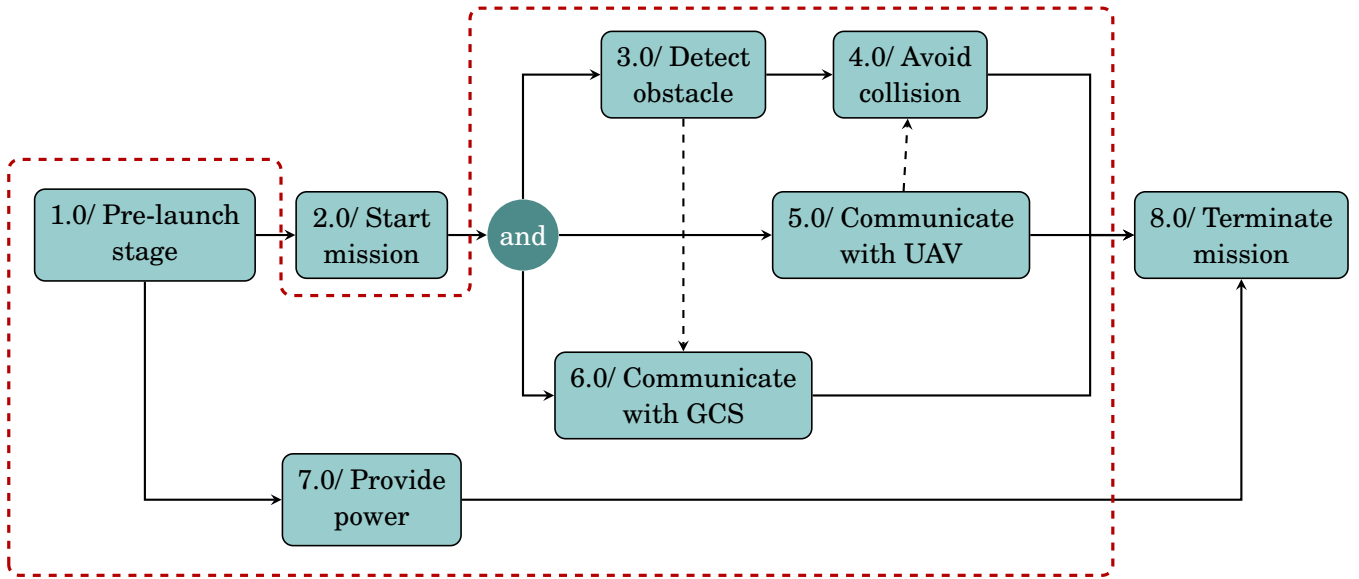 3.0/ Detect
obstacle
4.0/ Avoid
collision
1.0/ Pre-launch
stage
2.0/ Start
mission
and
5.0/ Communicate
with UAV
8.0/ Terminate
mission
6.0/ Communicate
with GCS
7.0/ Provide
power